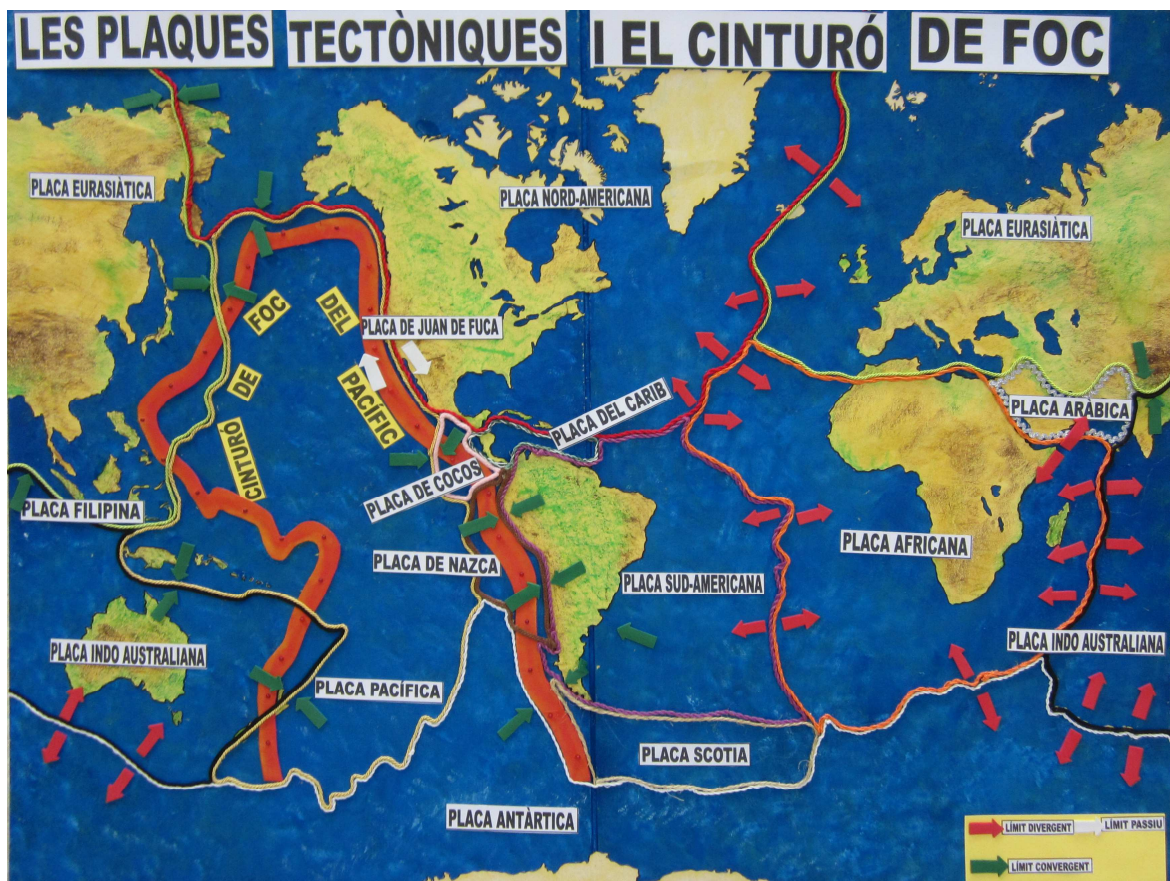 LES PLAQUES TECTÒNIQUES I EL CINTURÓ DE FOC
PLACA EURASIÀTICA
PLACA NORD-AMERICANA
PLACA EURASIÀTICA
FOC
DEL
PLACA DE JUAN DE FUCA
DE
PACÍFIC
CINTURÓ
PLACA DEL CARIB
PLACA ARÀBICA
PLACA DE COCOS
PLACA FILIPINA
PLACA DE NAZCA
PLACA AFRICANA
PLACA SUD-AMERICANA
PLACA INDO AUSTRALIANA
PLACA INDO AUSTRALIANA
PLACA PACÍFICA
PLACA SCOTIA
PLACA ANTÀRTICA
LÍMIT DIVERGENT
LÍMIT PASSIU
LÍMIT CONVERGENT